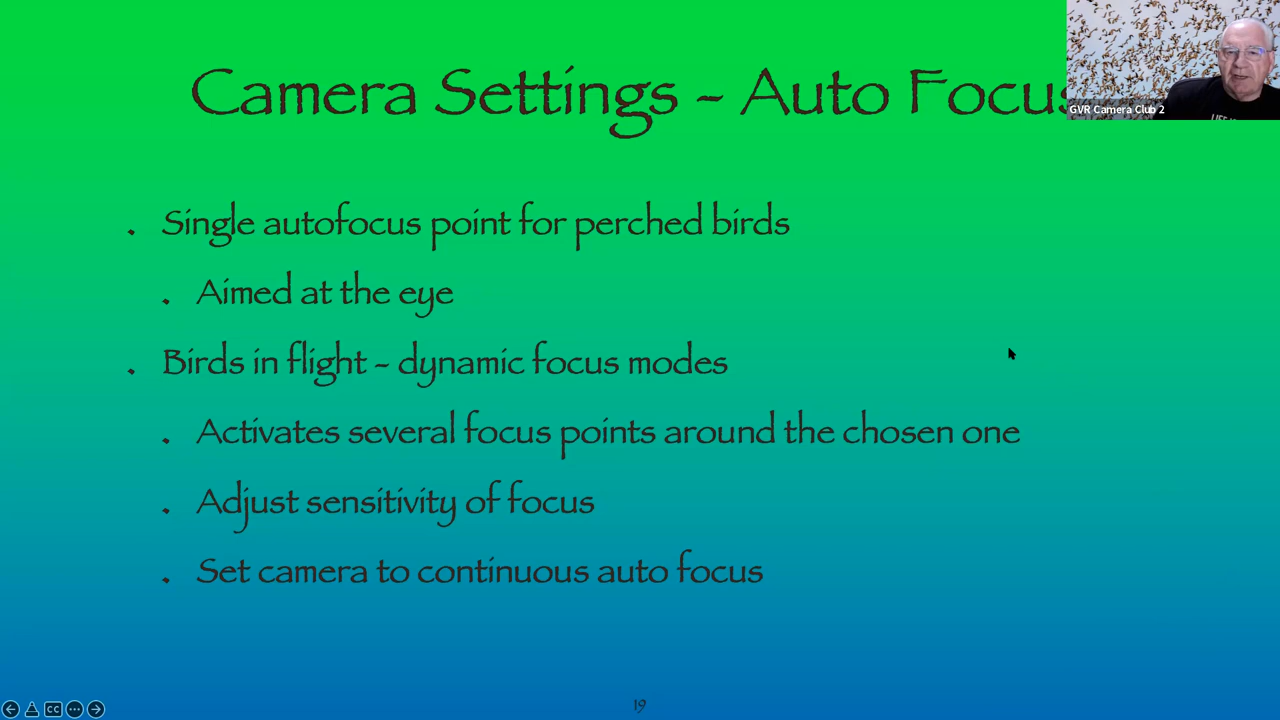 Camera Settings - Auto Focus
GVR Camera Club 2
. Single autofocus point for perched birds
. Aimed at the eye
. Birds in flight - dynamic focus modes
. Activates several focus points around the chosen one
. Adjust sensitivity of focus
. Set camera to continuous auto focus
CC
19